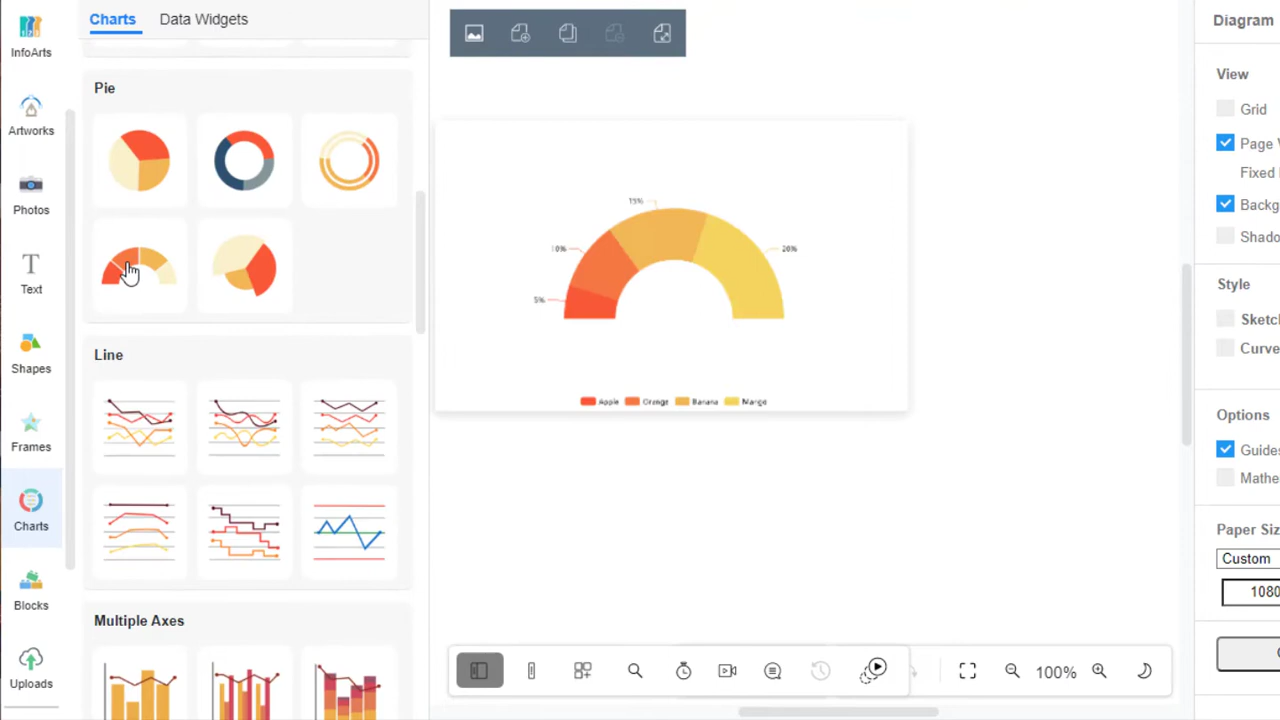 InfoArts
Artworks
Photos
Text
Shapes
Frames
Charts
Blocks
Uploads
Charts
Data Widgets
Pie
Line
Multiple Axes
5%
10%
15%
20%
Apple
Orange
Banana
Mango
100%
Diagram
View
Grid
Page V
Fixed
Backg
Shado
Style
Sketch
Curve
Options
Guides
Mathe
Paper Siz
Custom
1080